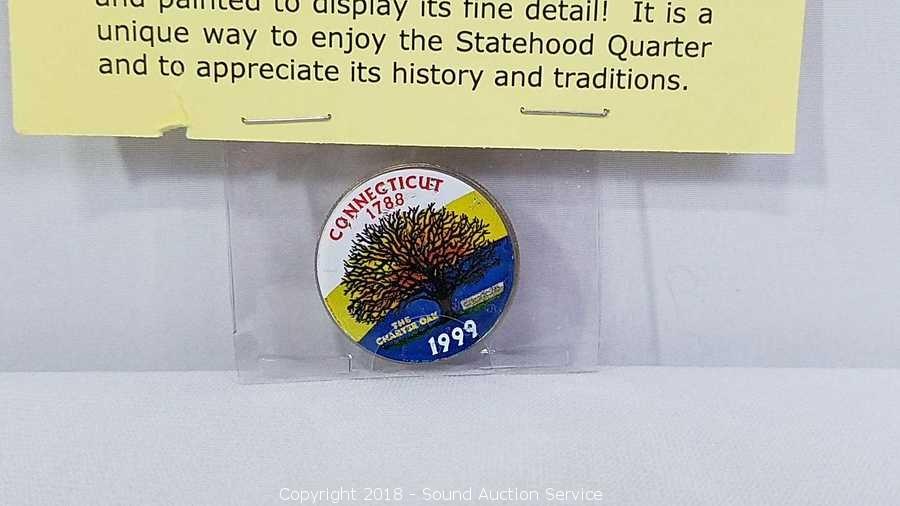 and painted to display its fine detail! It is a
unique way to enjoy the Statehood Quarter
and to appreciate its history and traditions.
CONNECTICUT
1788
THE
CHARTER OAK
1999
Copyright 2018 - Sound Auction Service